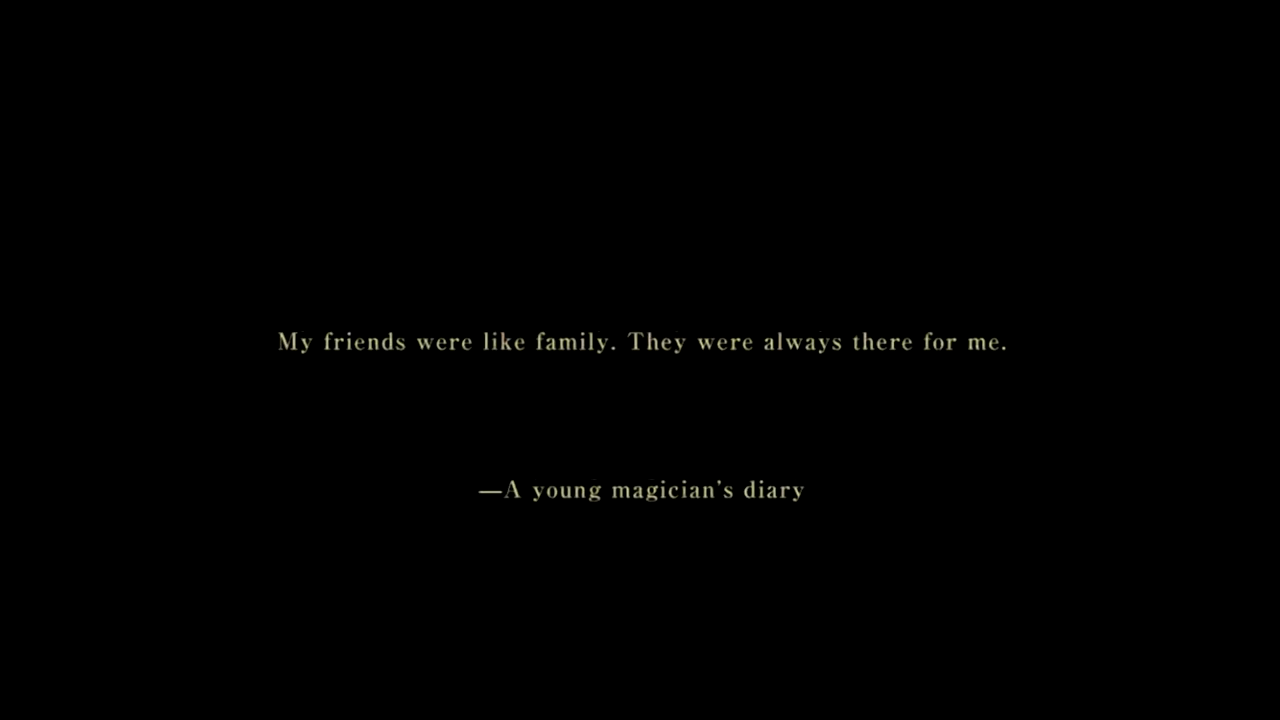 My friends were like family. They were always there for me.
—A young magician's diary